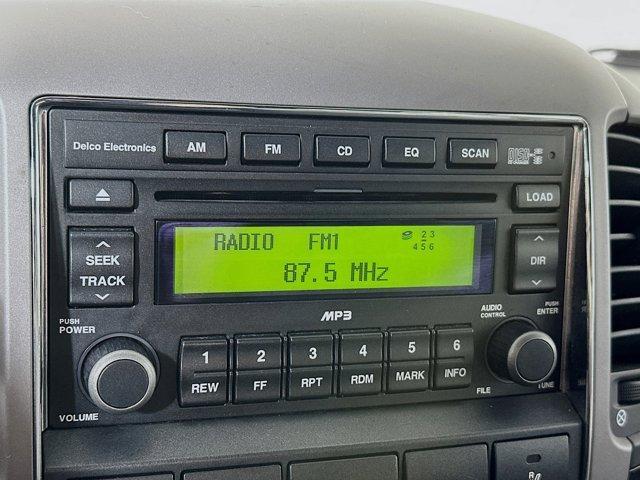 Delco Electronics AM FM CD EQ SCAN
LOAD
SEEK
TRACK
DIR
RADIO FM1 2 3
4 5 6
87.5 MHz
MP3
PUSH
POWER
VOLUME
AUDIO
CONTROL
PUSH
ENTER
1 2 3 4 5 6
REW FF RPT RDM MARK INFO
FILE
TUNE